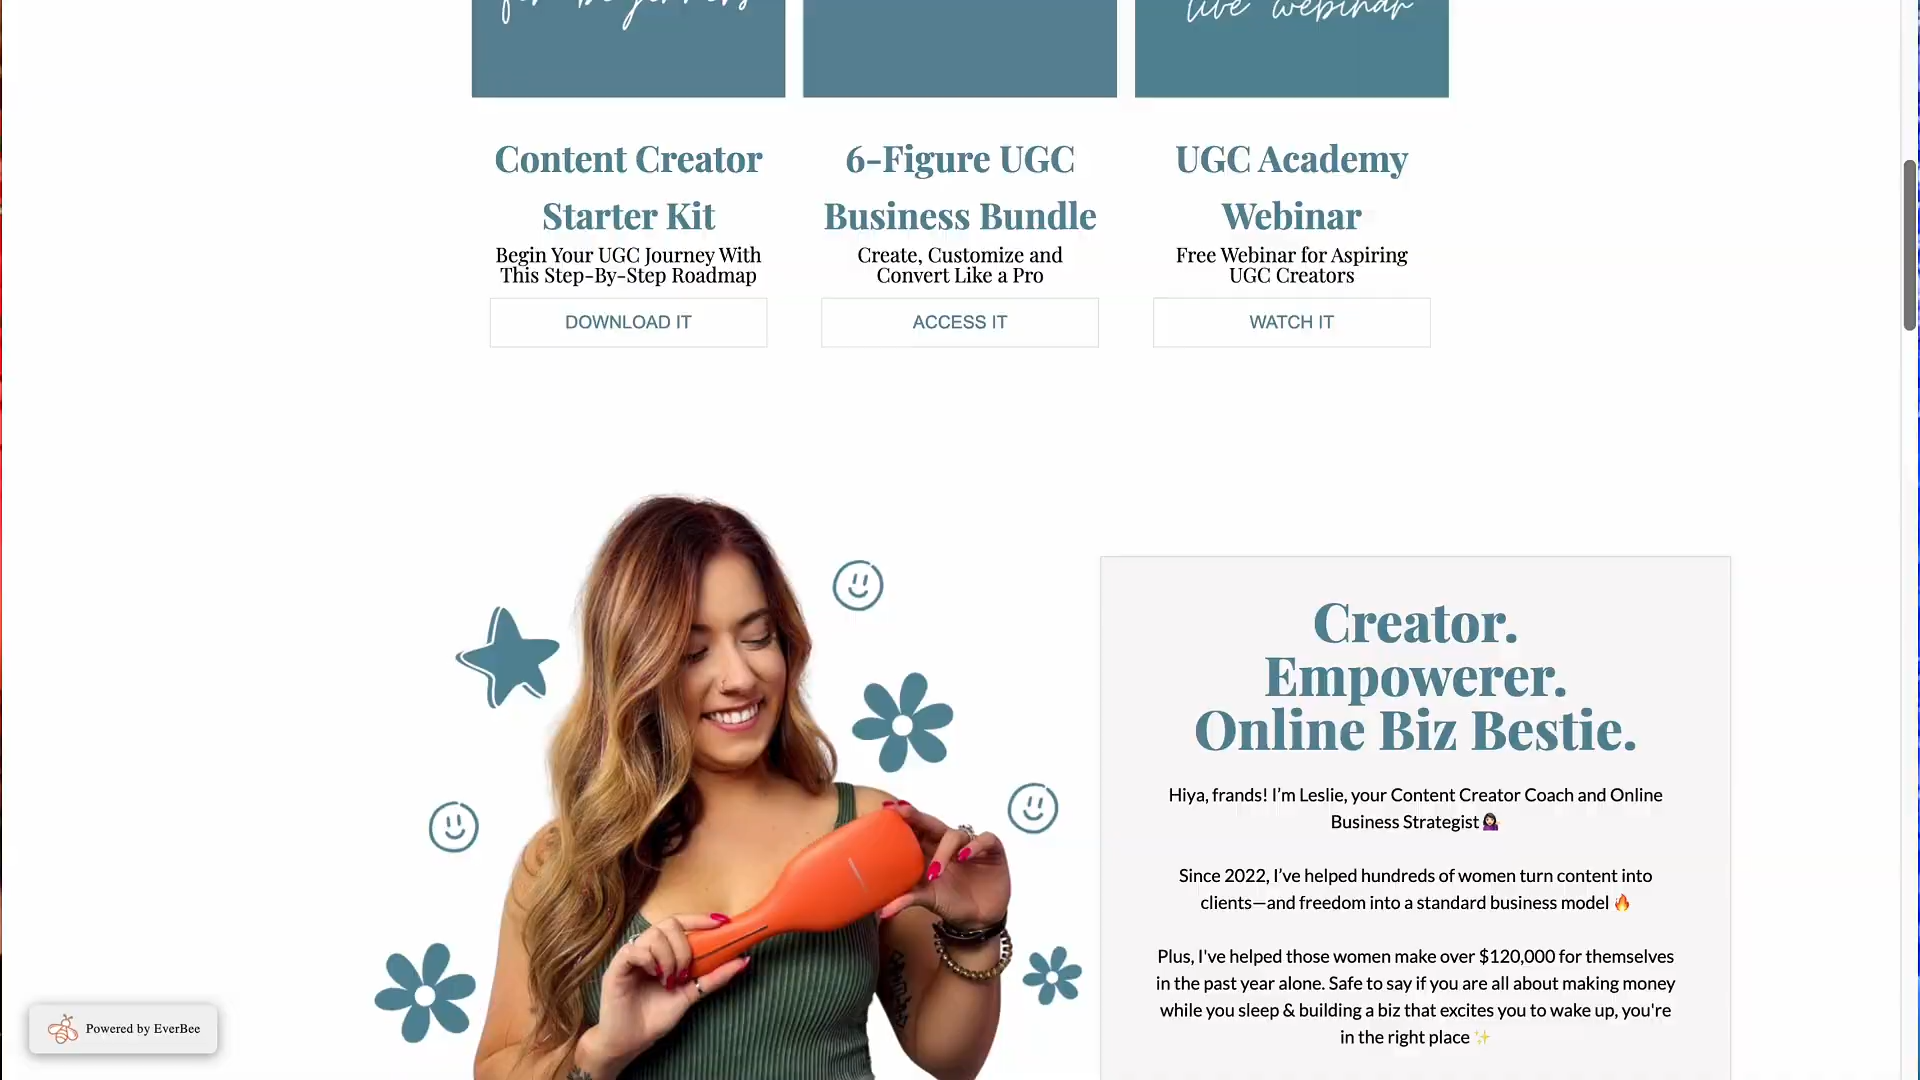 for beginners
live webinar
Content Creator
Starter Kit
Begin Your UGC Journey With
This Step-By-Step Roadmap
DOWNLOAD IT
6-Figure UGC
Business Bundle
Create, Customize and
Convert Like a Pro
ACCESS IT
UGC Academy
Webinar
Free Webinar for Aspiring
UGC Creators
WATCH IT
Creator.
Empowerer.
Online Biz Bestie.
Hiya, frands! I’m Leslie, your Content Creator Coach and Online
Business Strategist 💁🏻‍♀️
Since 2022, I’ve helped hundreds of women turn content into
clients—and freedom into a standard business model 🔥
Plus, I've helped those women make over $120,000 for themselves
in the past year alone. Safe to say if you are all about making money
while you sleep & building a biz that excites you to wake up, you're
in the right place ✨
Powered by EverBee